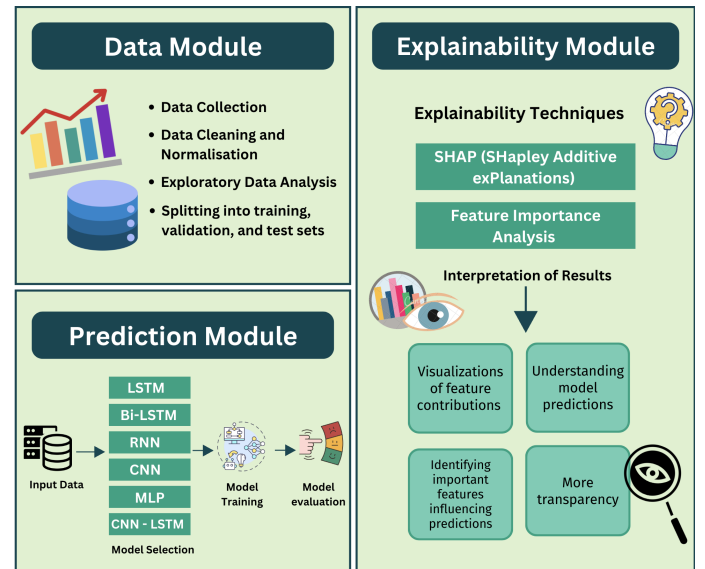 Data Module
• Data Collection
• Data Cleaning and
Normalisation
• Exploratory Data Analysis
• Splitting into training,
validation, and test sets
Prediction Module
Input Data
LSTM
Bi-LSTM
RNN
CNN
MLP
CNN - LSTM
Model Selection
Model
Training
Model
evaluation
Explainability Module
Explainability Techniques
SHAP (SHapley Additive
exPlanations)
Feature Importance
Analysis
Interpretation of Results
Visualizations
of feature
contributions
Understanding
model
predictions
Identifying
important
features
influencing
predictions
More
transparency